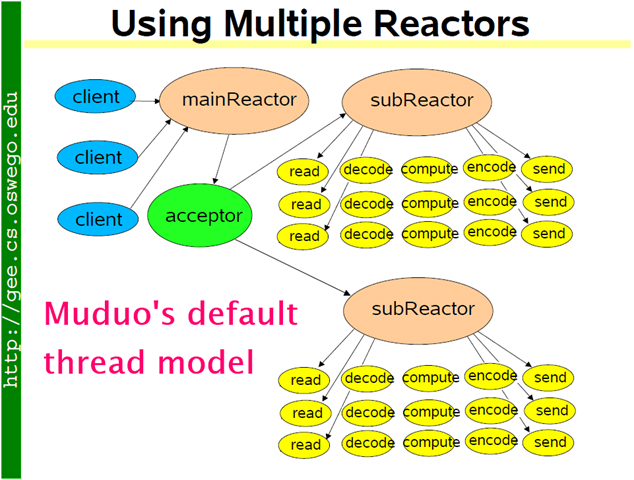 Using Multiple Reactors
http://gee.cs.oswego.edu
client
mainReactor
subReactor
client
client
acceptor
read decode compute encode send
read decode compute encode send
read decode compute encode send
subReactor
Muduo's default
thread model
read decode compute encode send
read decode compute encode send
read decode compute encode send